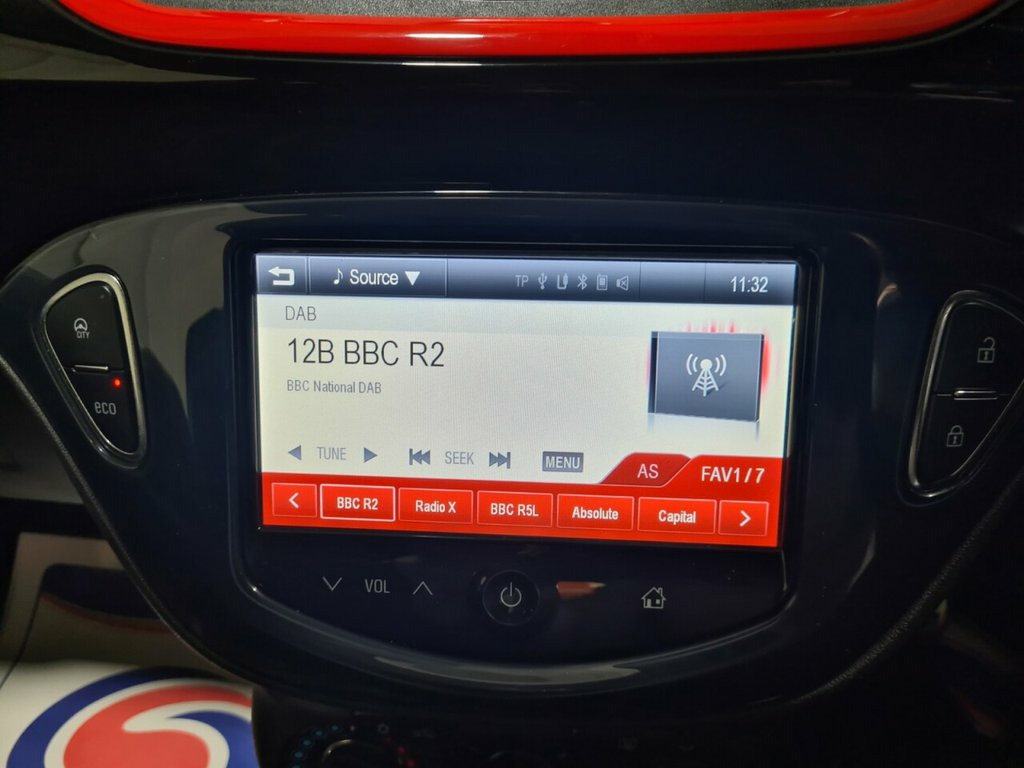 Source
TP
11:32
DAB
12B BBC R2
BBC National DAB
TUNE
SEEK
MENU
AS
FAV1/7
BBC R2
Radio X
BBC R5L
Absolute
Capital
CITY
eco
VOL